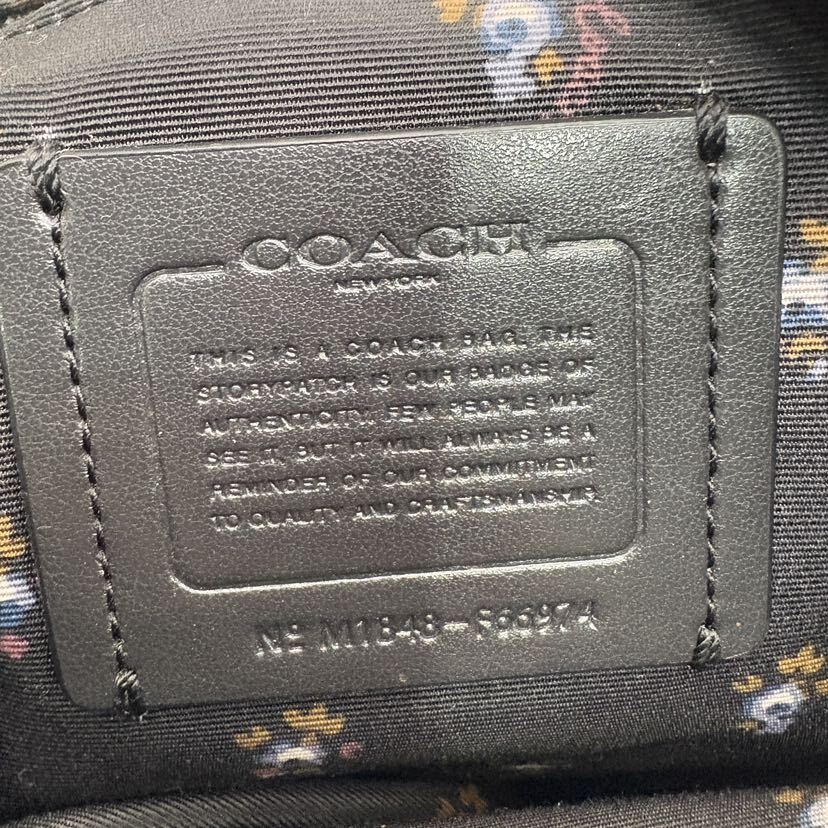 COACH
NEW YORK
THIS IS A COACH BAG. THE
STORYPATCH IS OUR BADGE OF
AUTHENTICITY. FEW PEOPLE MAY
SEE IT, BUT IT WILL ALWAYS BE A
REMINDER OF OUR COMMITMENT
TO QUALITY AND CRAFTSMANSHIP.
Nº M1848-F66974